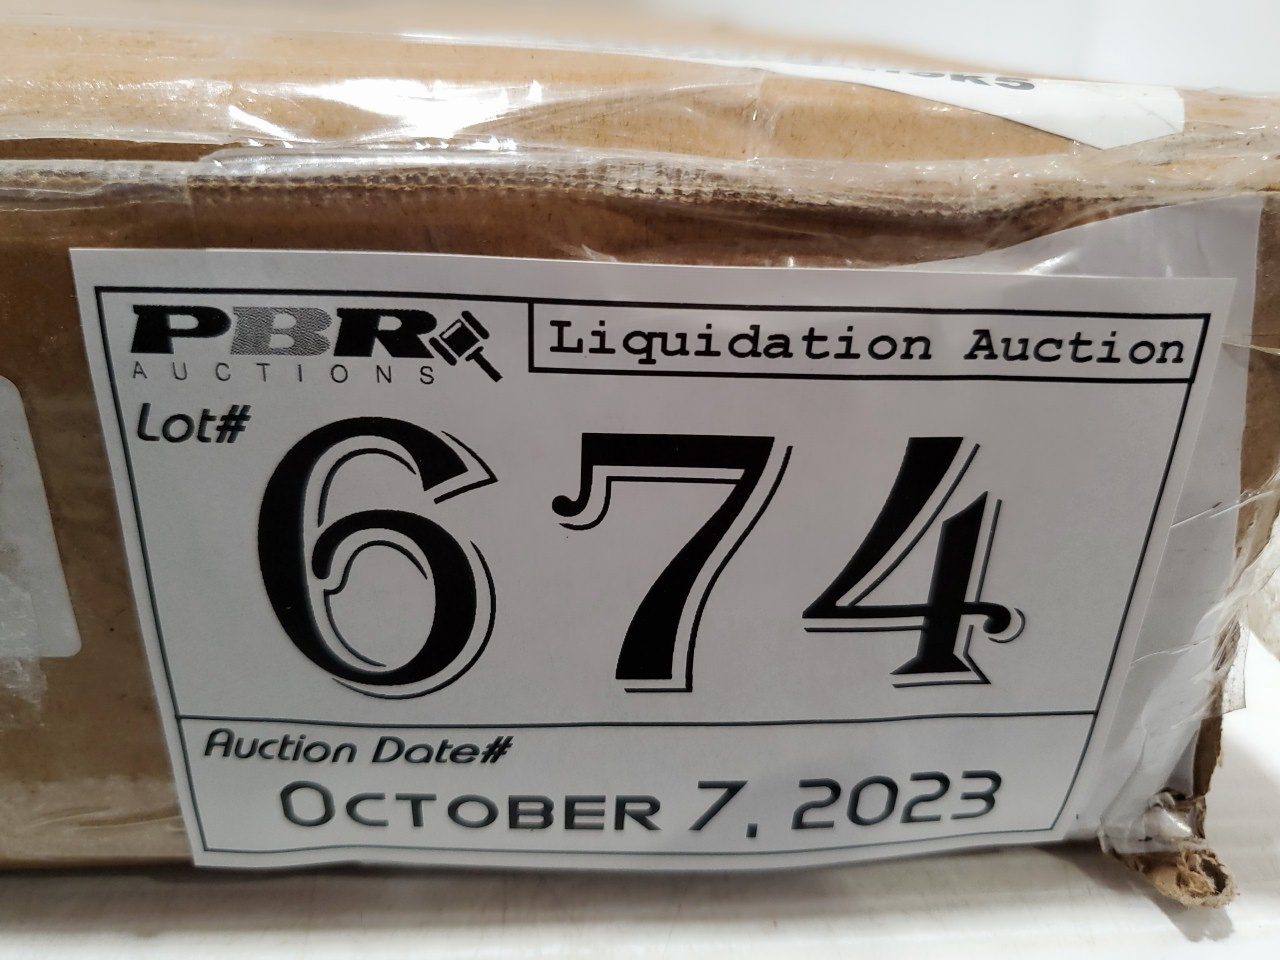 PBR
AUCTIONS
Liquidation Auction
Lot#
674
Auction Date#
OCTOBER 7, 2023